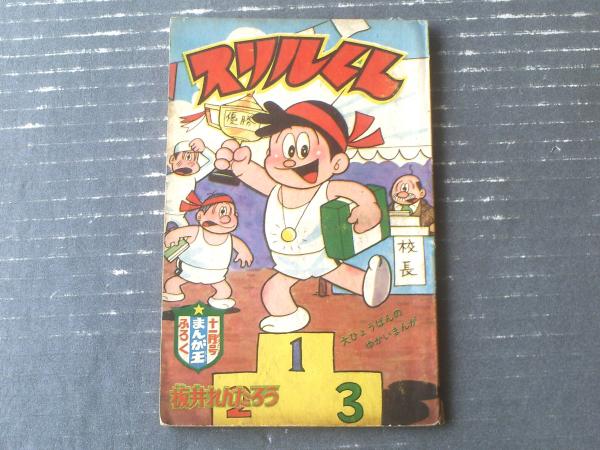 スリルくん
優勝
校長
大ひょうばんの
ゆかいまんが
十一月号
まんが王
ふろく
1
2
3
板井れんたろう